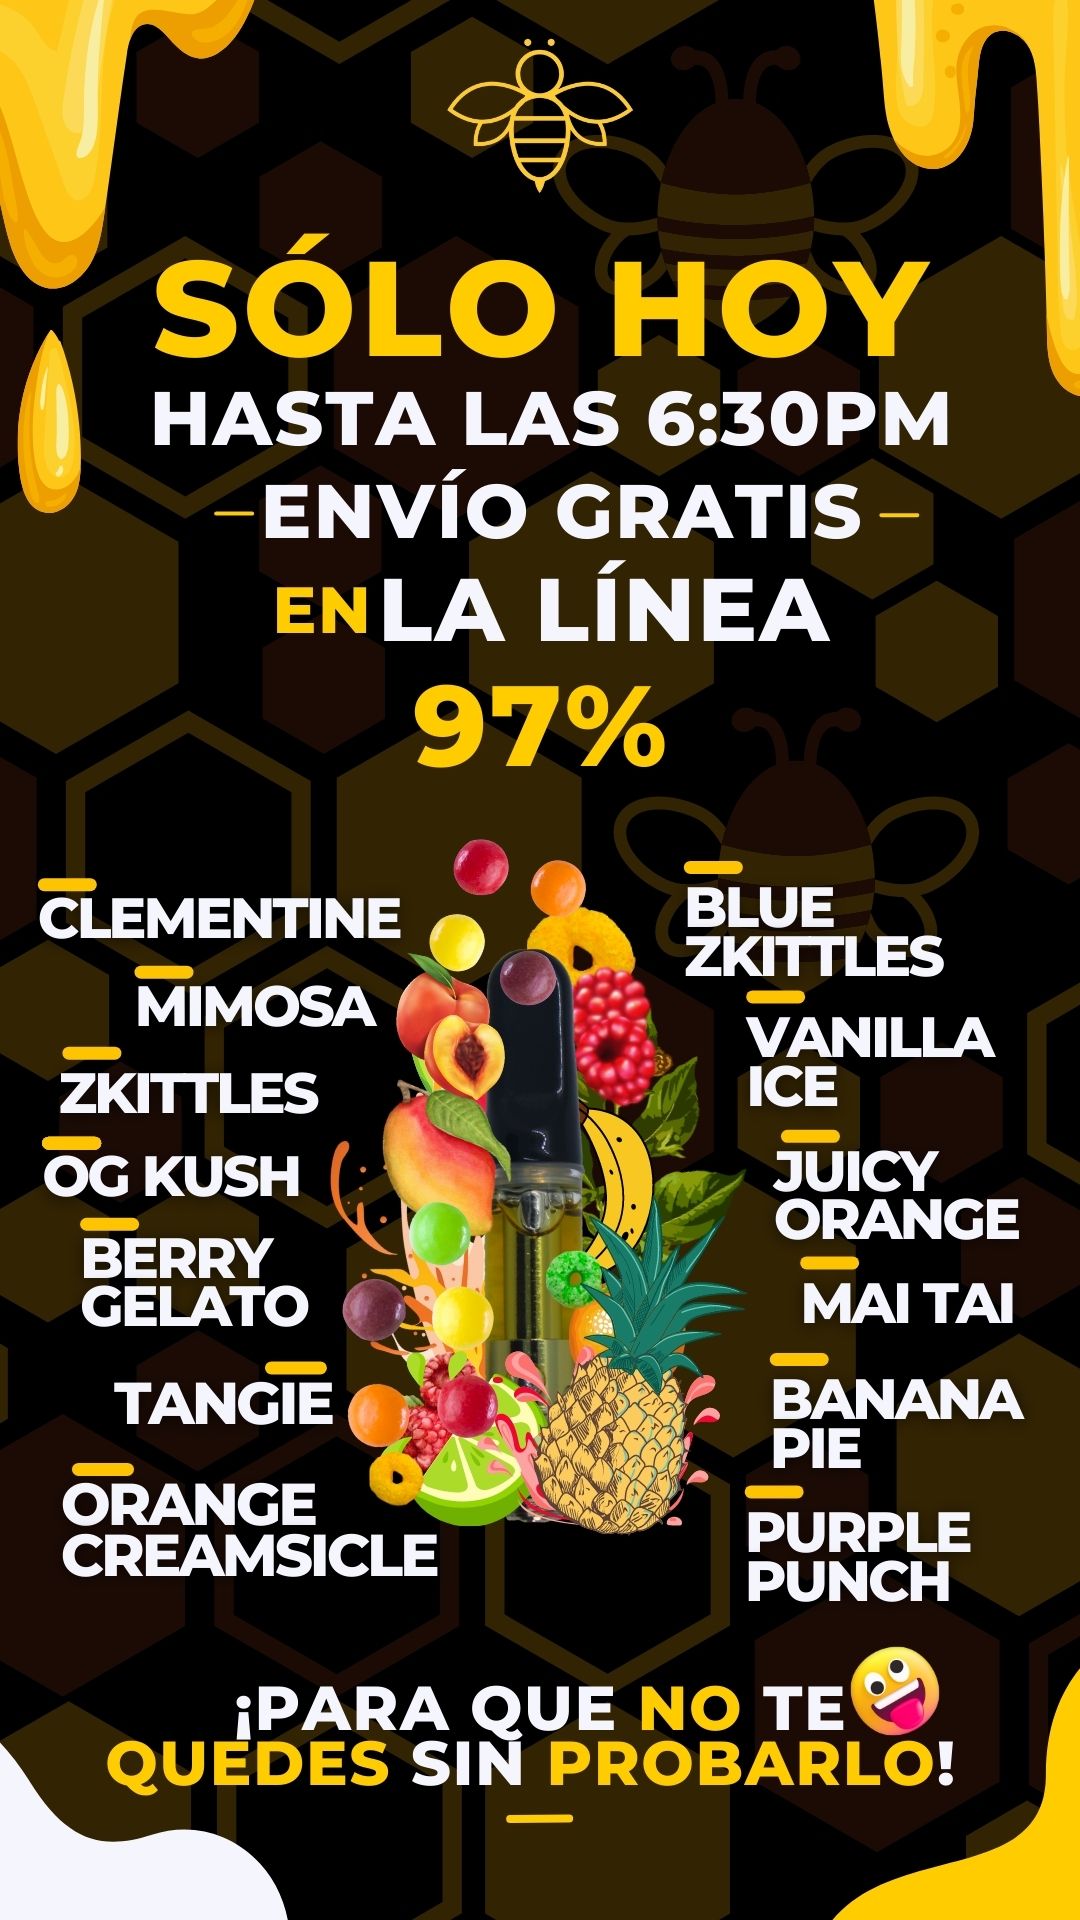 SÓLO HOY
HASTA LAS 6:30PM
ENVÍO GRATIS
EN LA LÍNEA
97%
CLEMENTINE
MIMOSA
ZKITTLES
OG KUSH
BERRY
GELATO
TANGIE
ORANGE
CREAMSICLE
BLUE
ZKITTLES
VANILLA
ICE
JUICY
ORANGE
MAI TAI
BANANA
PIE
PURPLE
PUNCH
¡PARA QUE NO TE
QUEDES SIN PROBARLO!